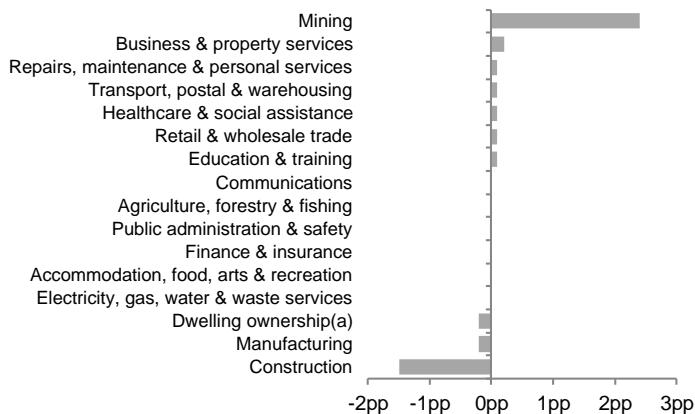 Mining
Business & property services
Repairs, maintenance & personal services
Transport, postal & warehousing
Healthcare & social assistance
Retail & wholesale trade
Education & training
Communications
Agriculture, forestry & fishing
Public administration & safety
Finance & insurance
Accommodation, food, arts & recreation
Electricity, gas, water & waste services
Dwelling ownership(a)
Manufacturing
Construction
-2pp -1pp 0pp 1pp 2pp 3pp